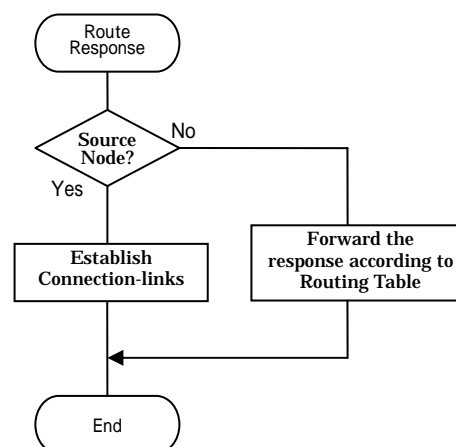 Route
Response
Source
Node?
No
Yes
Establish
Connection-links
Forward the
response according to
Routing Table
End